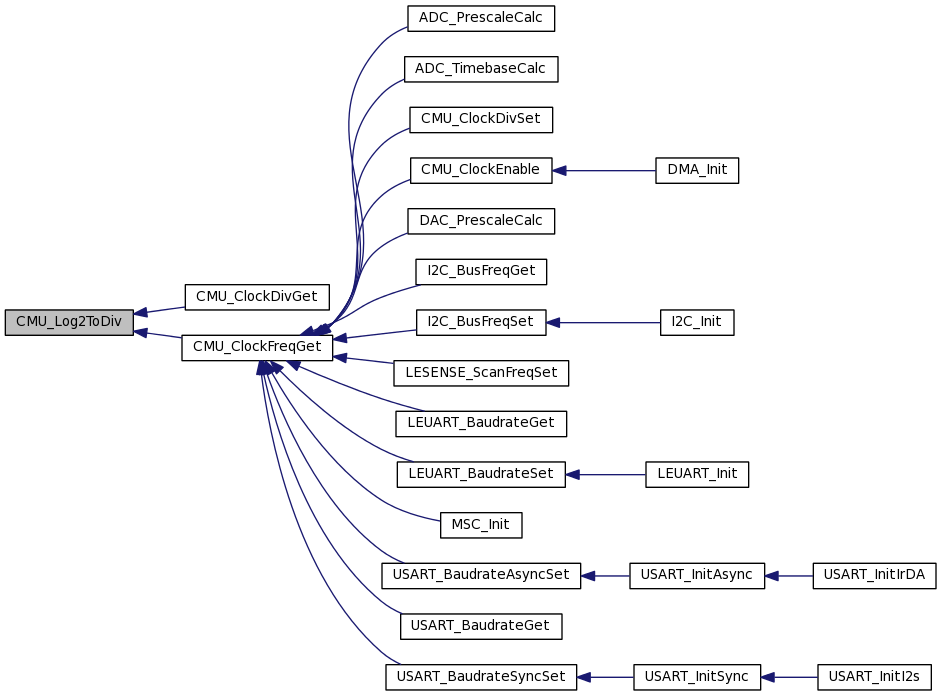 ADC_PrescaleCalc
ADC_TimebaseCalc
CMU_ClockDivSet
CMU_ClockEnable
DMA_Init
DAC_PrescaleCalc
I2C_BusFreqGet
CMU_ClockDivGet
CMU_Log2ToDiv
I2C_BusFreqSet
I2C_Init
CMU_ClockFreqGet
LESENSE_ScanFreqSet
LEUART_BaudrateGet
LEUART_BaudrateSet
LEUART_Init
MSC_Init
USART_BaudrateAsyncSet
USART_InitAsync
USART_InitIrDA
USART_BaudrateGet
USART_BaudrateSyncSet
USART_InitSync
USART_InitI2s